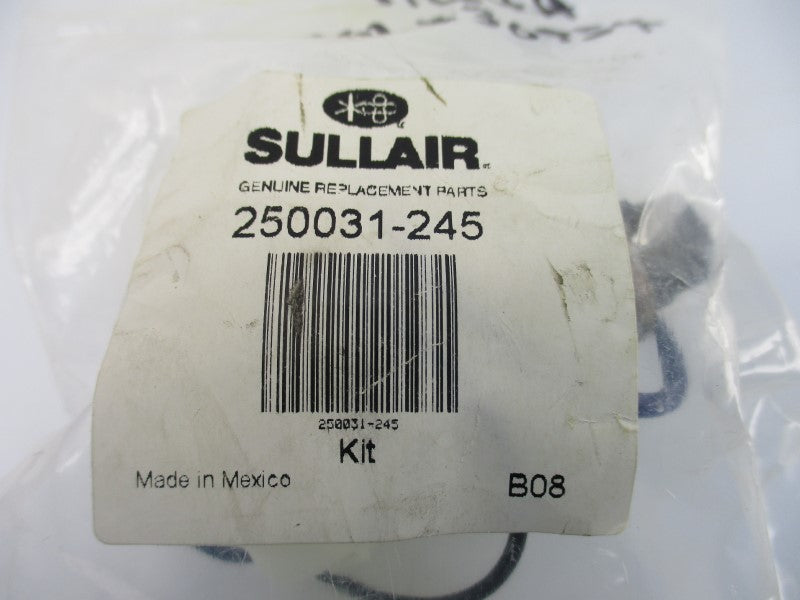 SULLAIR
GENUINE REPLACEMENT PARTS
250031-245
250031-245
Kit
Made in Mexico
B08